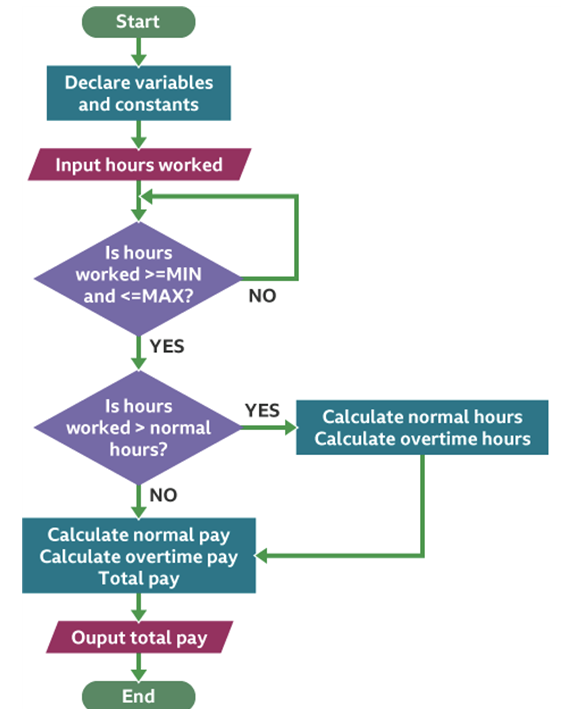 Start
Declare variables
and constants
Input hours worked
Is hours
worked >=MIN
and <=MAX?
NO
YES
Is hours
worked > normal
hours?
YES
Calculate normal hours
Calculate overtime hours
NO
Calculate normal pay
Calculate overtime pay
Total pay
Ouput total pay
End